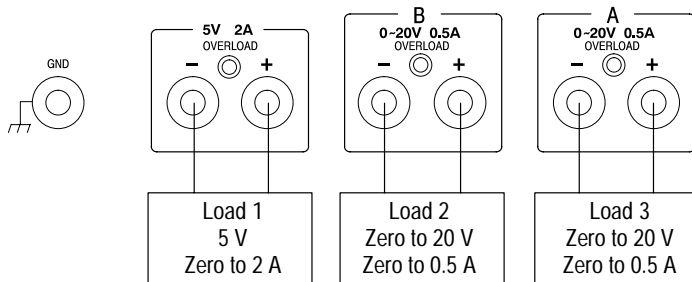 GND
5V 2A
OVERLOAD
− +
B
0~20V 0.5A
OVERLOAD
− +
A
0~20V 0.5A
OVERLOAD
− +
Load 1
5 V
Zero to 2 A
Load 2
Zero to 20 V
Zero to 0.5 A
Load 3
Zero to 20 V
Zero to 0.5 A